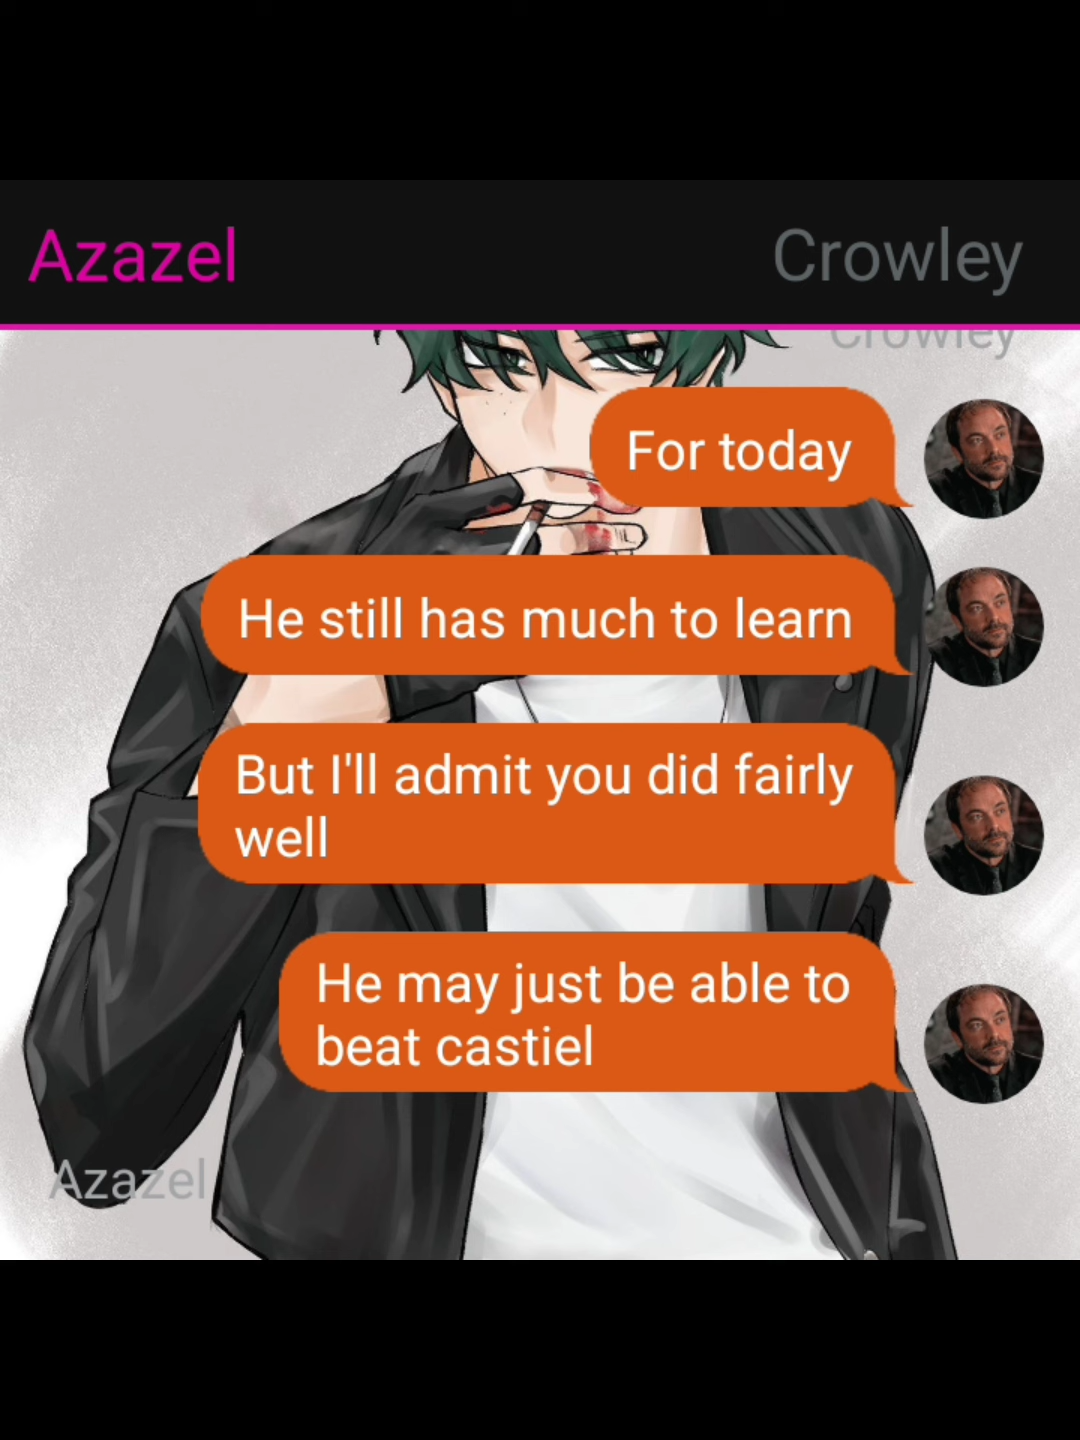 Azazel
Crowley
Crowley
For today
He still has much to learn
But I'll admit you did fairly
well
He may just be able to
beat castiel
Azazel